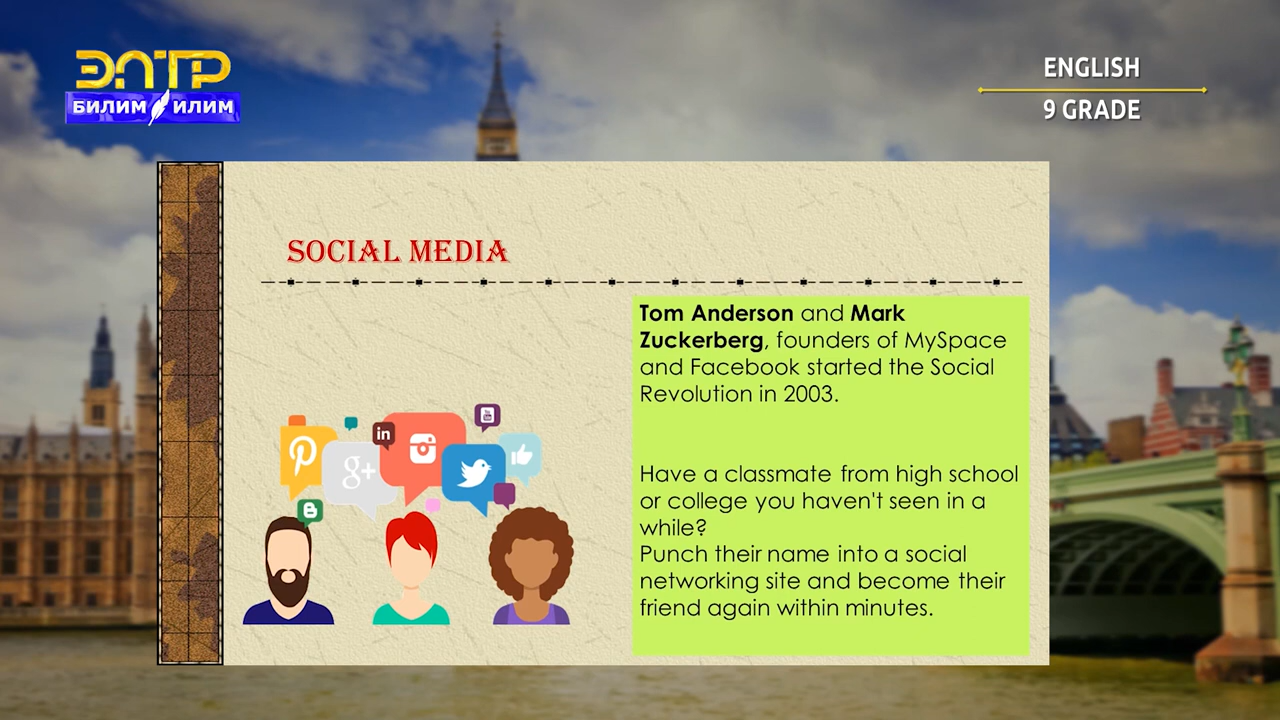 ЭЛТР
БИЛИМ ИЛИМ
ENGLISH
9 GRADE
SOCIAL MEDIA
Tom Anderson and Mark
Zuckerberg, founders of MySpace
and Facebook started the Social
Revolution in 2003.
Have a classmate from high school
or college you haven't seen in a
while?
Punch their name into a social
networking site and become their
friend again within minutes.
in
g+